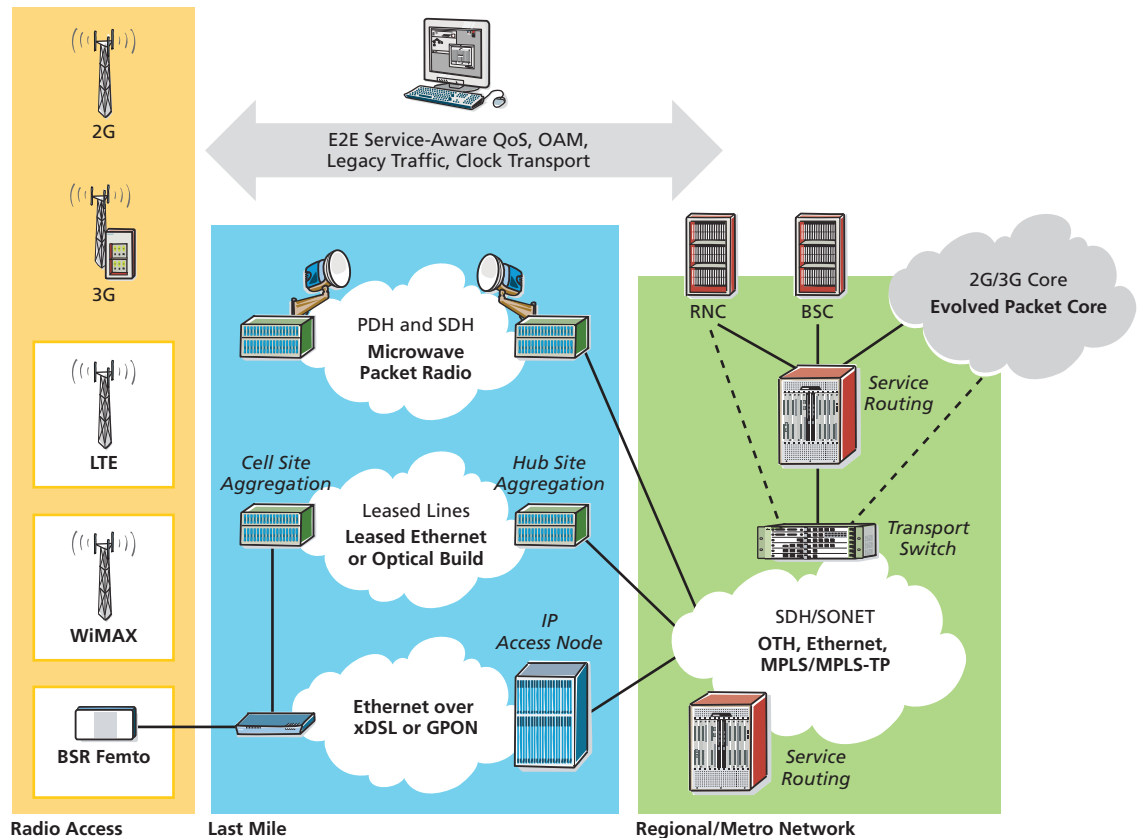 2G
3G
LTE
WiMAX
BSR Femto
Radio Access
E2E Service-Aware QoS, OAM,
Legacy Traffic, Clock Transport
PDH and SDH
Microwave
Packet Radio
Cell Site
Aggregation
Hub Site
Aggregation
Leased Lines
Leased Ethernet
or Optical Build
IP
Access Node
Ethernet over
xDSL or GPON
Last Mile
RNC
BSC
2G/3G Core
Evolved Packet Core
Service
Routing
Transport
Switch
SDH/SONET
OTH, Ethernet,
MPLS/MPLS-TP
Service
Routing
Regional/Metro Network